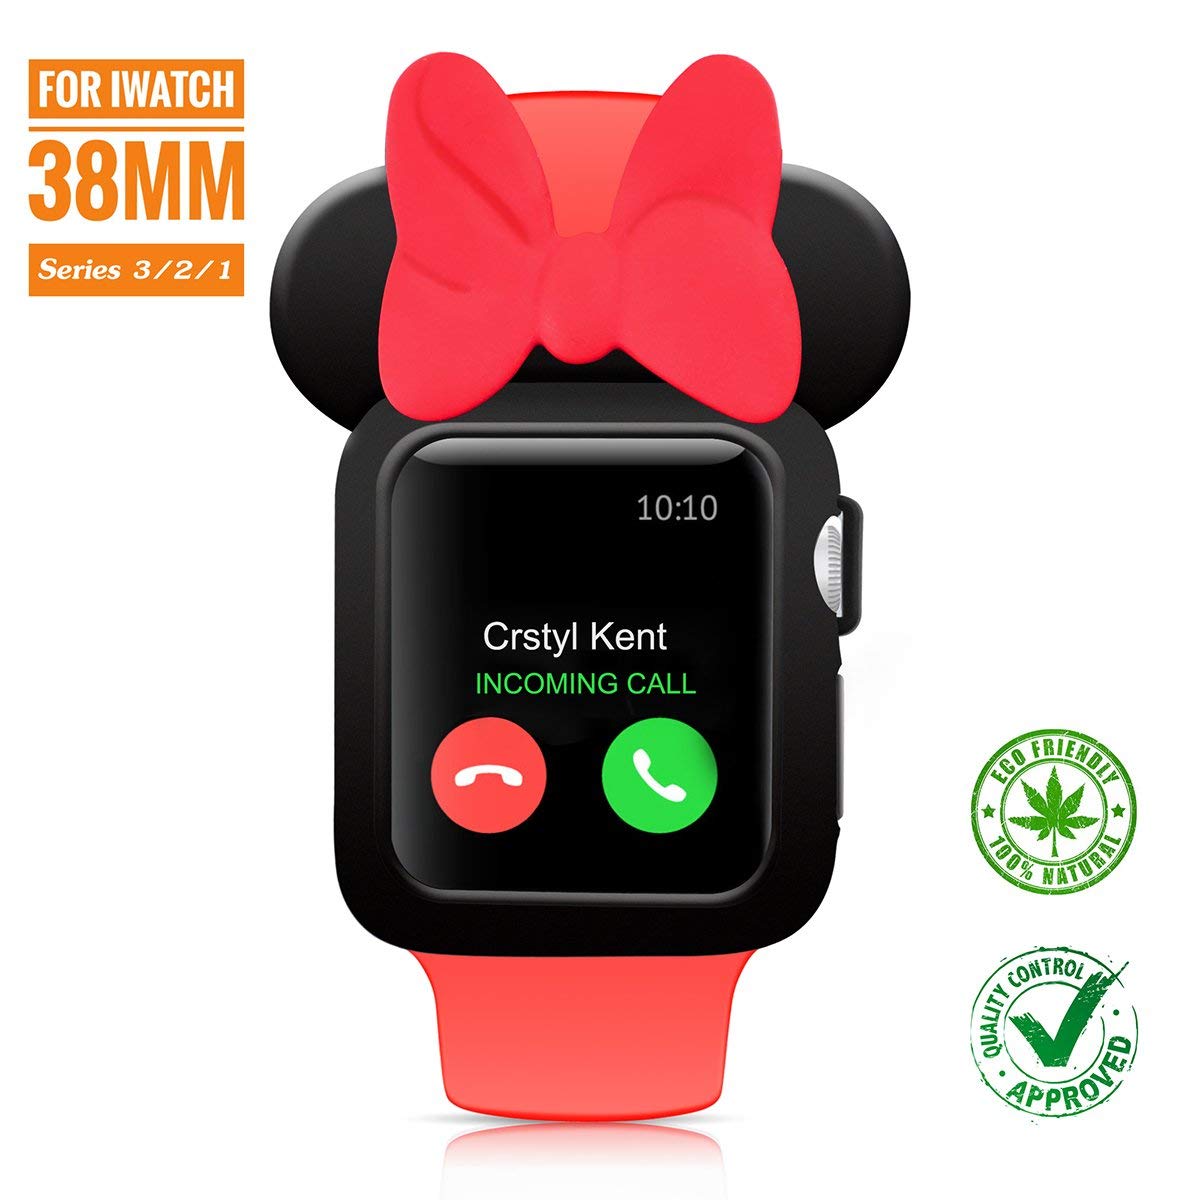 FOR IWATCH
38MM
Series 3/2/1
10:10
Crstyl Kent
INCOMING CALL
ECO FRIENDLY
100% NATURAL
QUALITY CONTROL
APPROVED